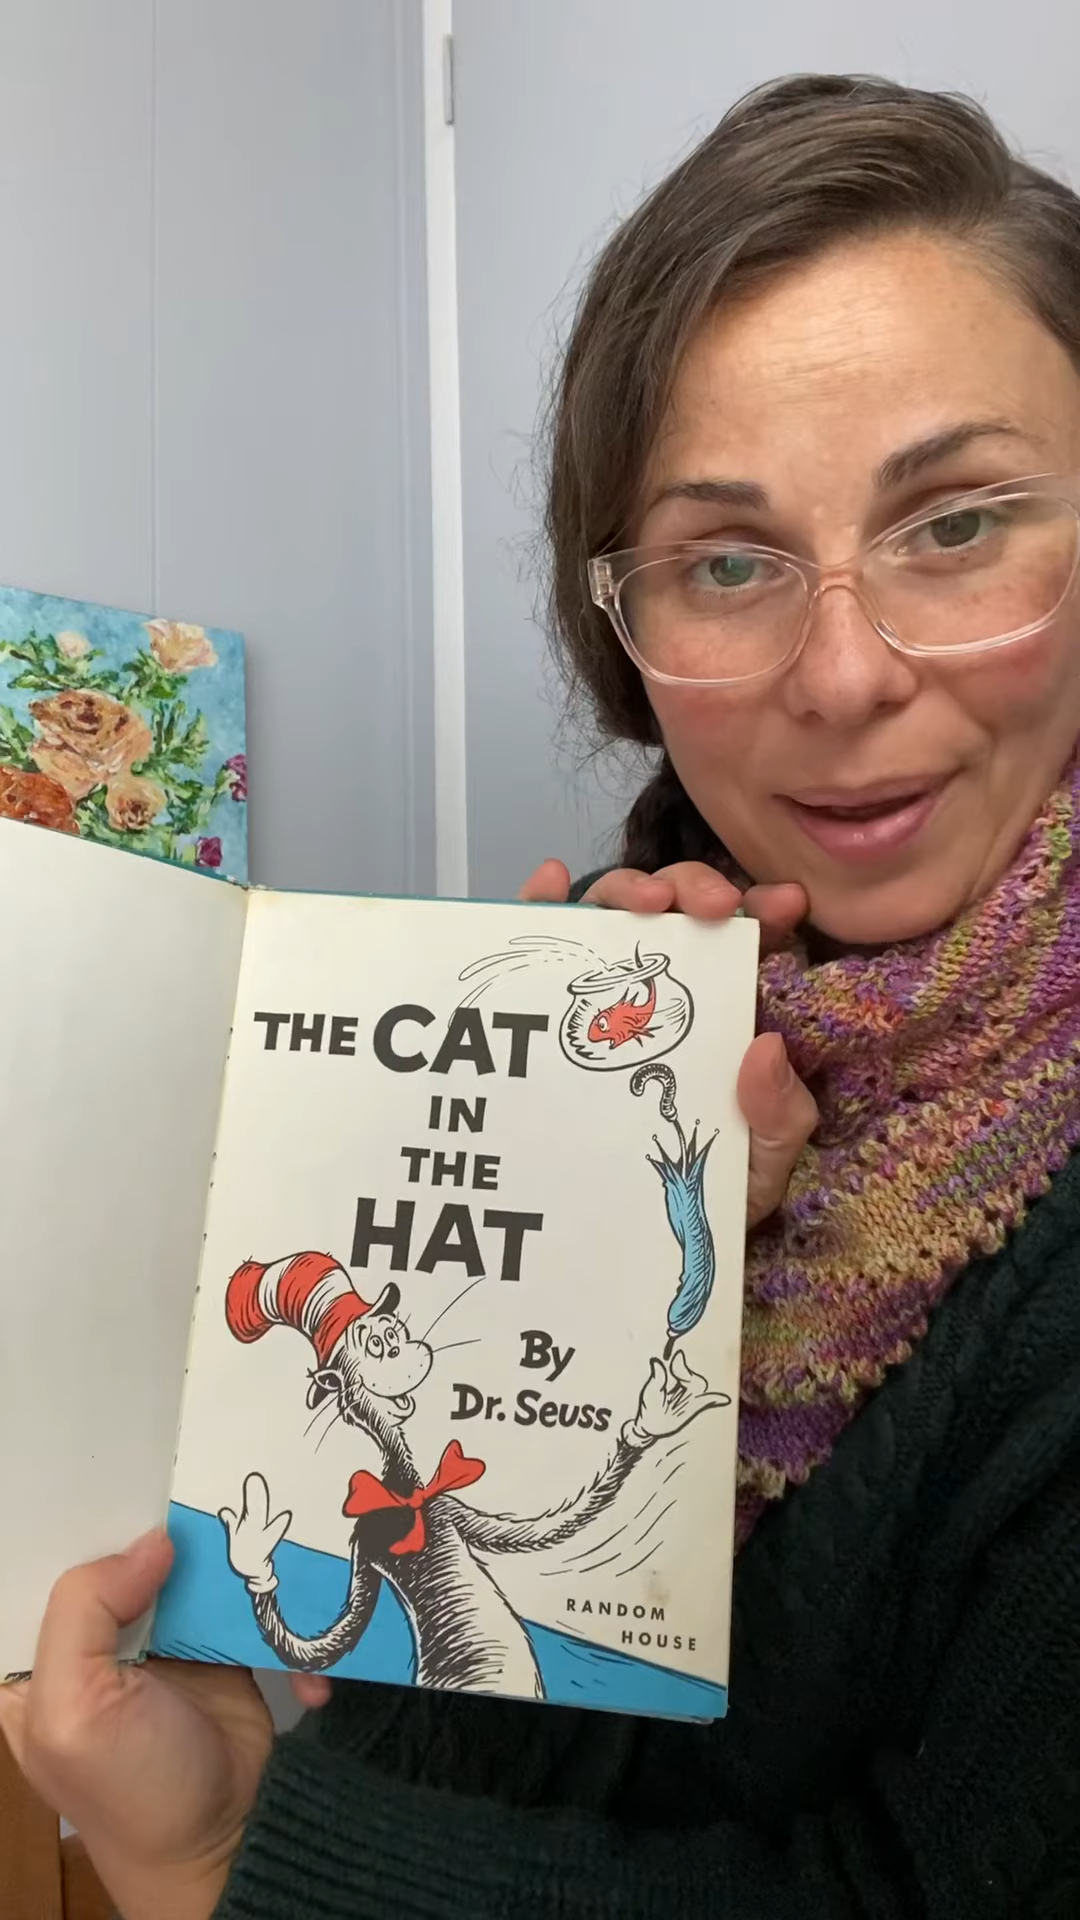 THE CAT
IN
THE
HAT
By
Dr. Seuss
RANDOM
HOUSE